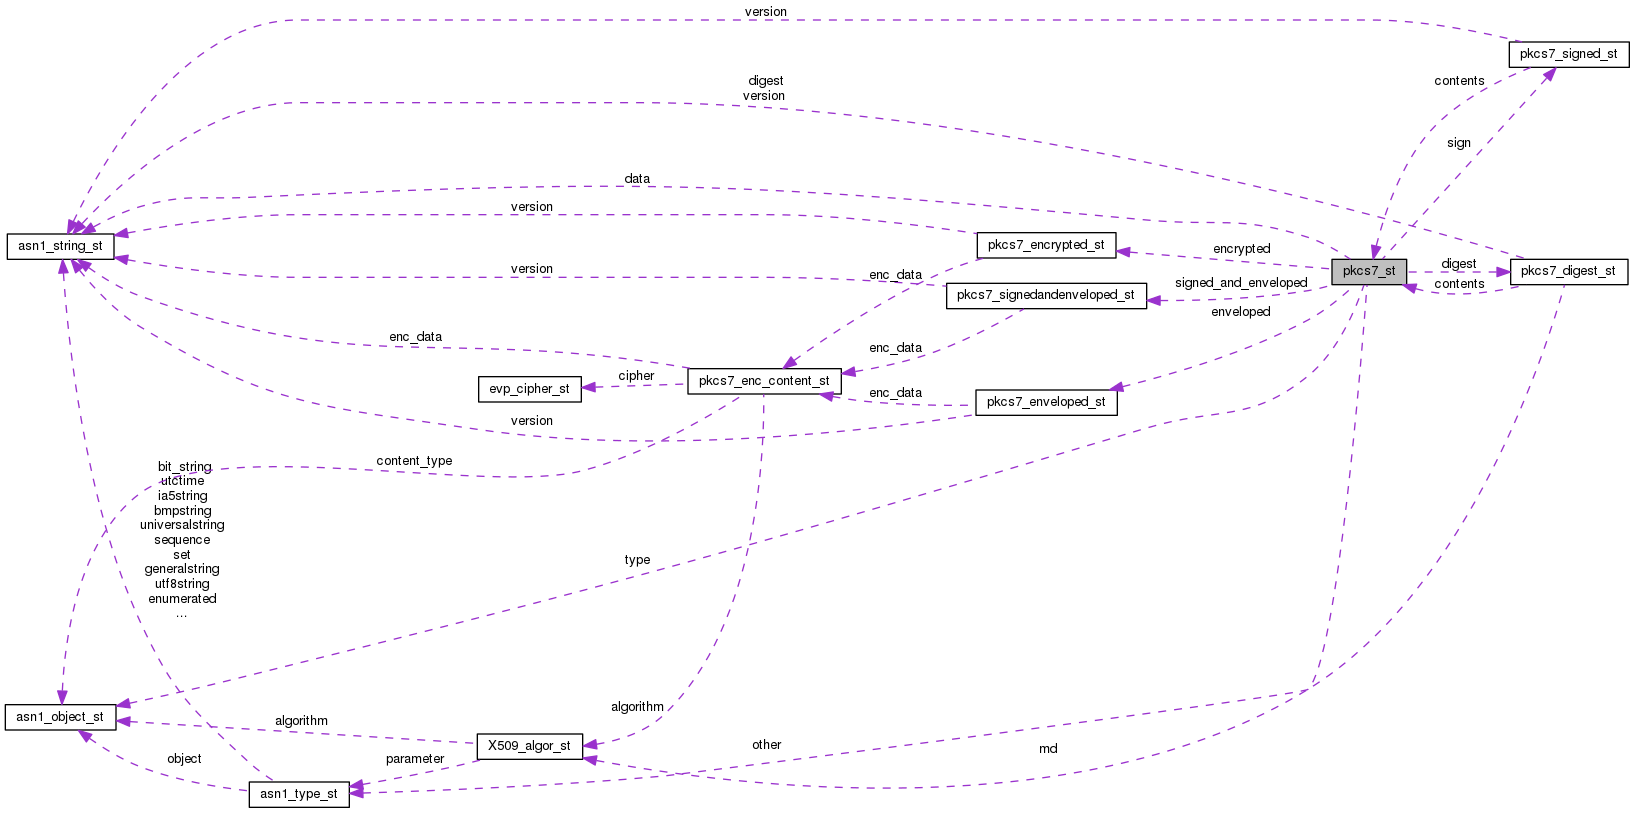 version
pkcs7_signed_st
digest
version
contents
sign
data
version
asn1_string_st
pkcs7_encrypted_st
encrypted
pkcs7_st
digest
pkcs7_digest_st
version
enc_data
signed_and_enveloped
contents
pkcs7_signedandenveloped_st
enveloped
enc_data
enc_data
cipher
pkcs7_enc_content_st
evp_cipher_st
enc_data
pkcs7_enveloped_st
version
content_type
bit_string
utctime
ia5string
bmpstring
universalstring
sequence
set
generalstring
utf8string
enumerated
...
type
algorithm
asn1_object_st
algorithm
X509_algor_st
other
md
object
parameter
asn1_type_st